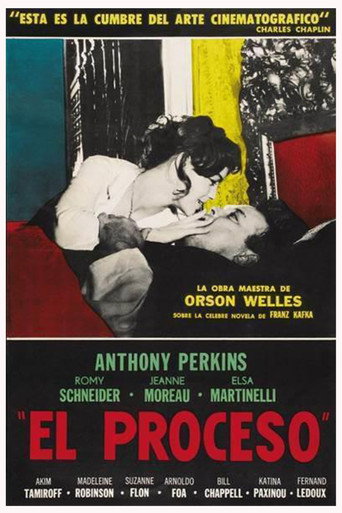 "ESTA ES LA CUMBRE DEL ARTE CINEMATOGRAFICO"
CHARLES CHAPLIN
LA OBRA MAESTRA DE
ORSON WELLES
SOBRE LA CELEBRE NOVELA DE FRANZ KAFKA
ANTHONY PERKINS
ROMY SCHNEIDER • JEANNE MOREAU • ELSA MARTINELLI
"EL PROCESO"
AKIM TAMIROFF • MADELEINE ROBINSON • SUZANNE FLON • ARNOLDO FOA • BILL CHAPPELL • KATINA PAXINOU • FERNAND LEDOUX